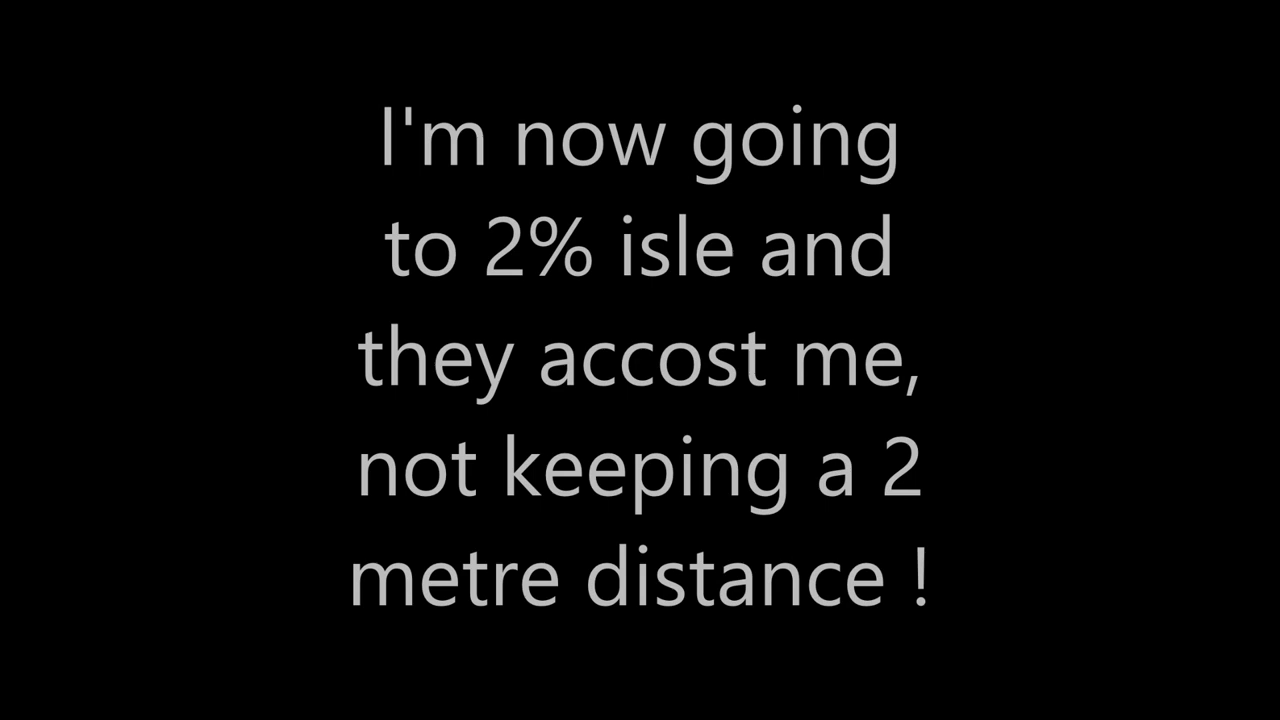 I'm now going
to 2% isle and
they accost me,
not keeping a 2
metre distance !